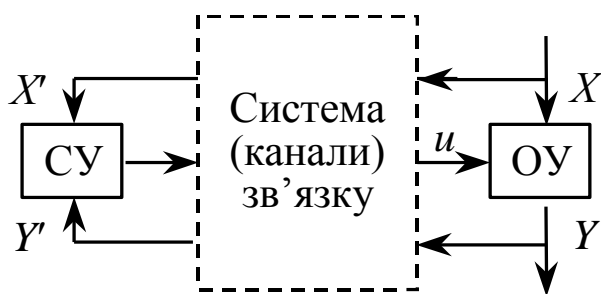 X′
X
Система
(канали)
зв’язку
СУ
u
ОУ
Y′
Y